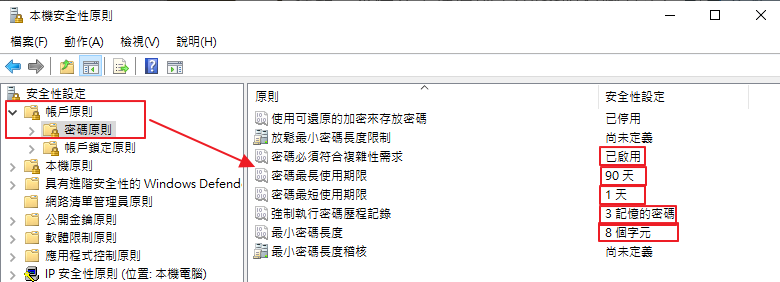 本機安全性原則
檔案(F) 動作(A) 檢視(V) 說明(H)
安全性設定
帳戶原則
密碼原則
帳戶鎖定原則
本機原則
具有進階安全性的 Windows Defend
網路清單管理員原則
公開金鑰原則
軟體限制原則
應用程式控制原則
IP 安全性原則 (位置: 本機電腦)
原則 安全性設定
使用可還原的加密來存放密碼 已停用
放鬆最小密碼長度限制 尚未定義
密碼必須符合複雜性需求 已啟用
密碼最長使用期限 90 天
密碼最短使用期限 1 天
強制執行密碼歷程記錄 3 記憶的密碼
最小密碼長度 8 個字元
最小密碼長度稽核 尚未定義